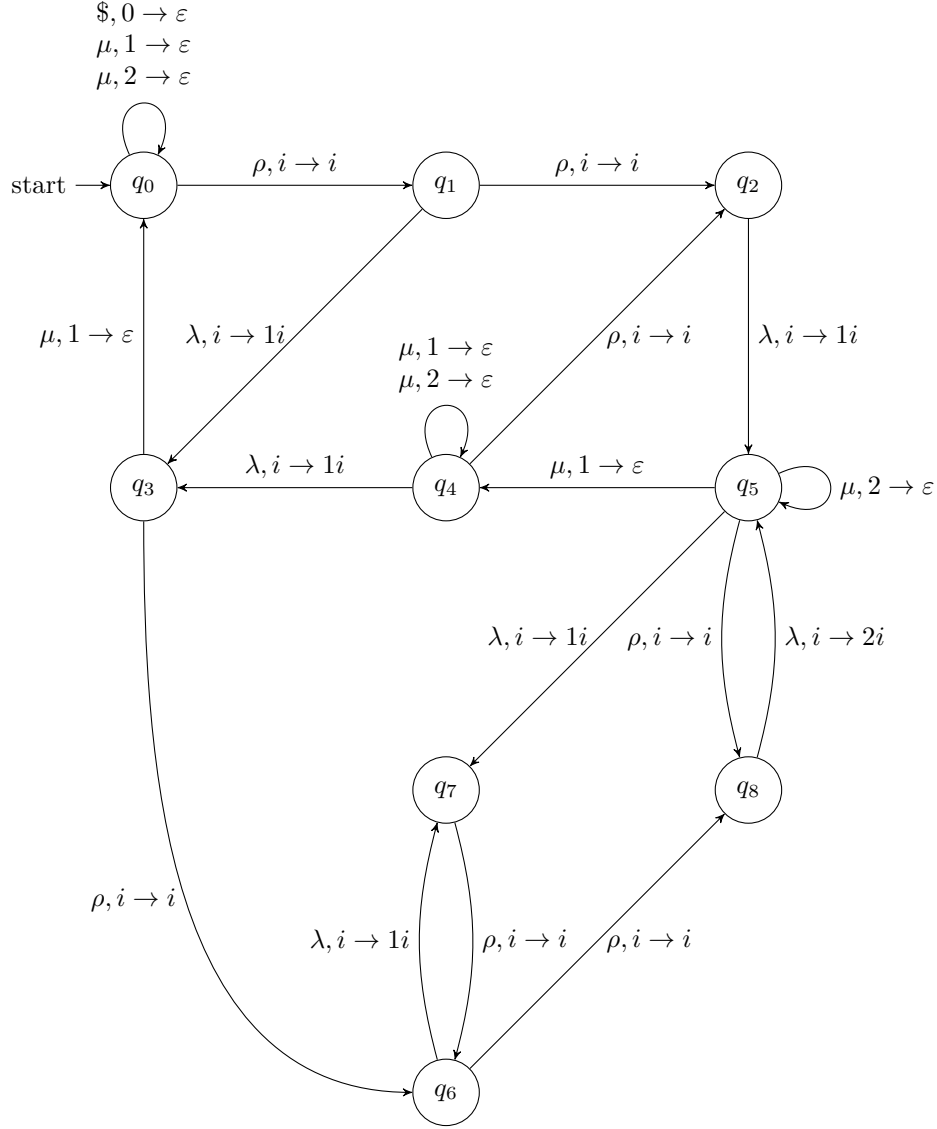 $, 0 → ε
μ, 1 → ε
μ, 2 → ε
start
q₀
ρ, i → i
q₁
ρ, i → i
q₂
μ, 1 → ε
λ, i → 1i
μ, 1 → ε
μ, 2 → ε
ρ, i → i
λ, i → 1i
q₃
λ, i → 1i
q₄
μ, 1 → ε
q₅
μ, 2 → ε
λ, i → 1i
ρ, i → i
λ, i → 2i
q₇
q₈
ρ, i → i
λ, i → 1i
ρ, i → i
ρ, i → i
q₆